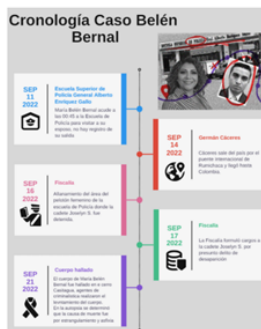 Cronología Caso Belén
Bernal
SEP
11
2022
Escuela Superior de
Policía General Alberto
Enríquez Gallo
María Belén Bernal acude a
las 00:45 a la Escuela de
Policía para visitar a su
esposo, no hay registro de
su salida
SEP
14
2022
Germán Cáceres
Cáceres sale del país por el
puente internacional de
Rumichaca y llegó hasta
Colombia.
SEP
16
2022
Fiscalía
Allanamiento del área del
pensión femenino de la
escuela de Policía donde la
cadete Joselyn S. fue
detenida.
SEP
17
2022
Fiscalía
La Fiscalía formuló cargos a
la cadete Joselyn S. por
presunto delito de
desaparición
SEP
21
2022
Cuerpo hallado
El cuerpo de María Belén
Bernal fue hallado en el cerro
Casitagua, agentes de
criminalística realizaron el
levantamiento del cuerpo.
En la autopsia se determinó
que la causa de muerte fue
por estrangulamiento y asfixia